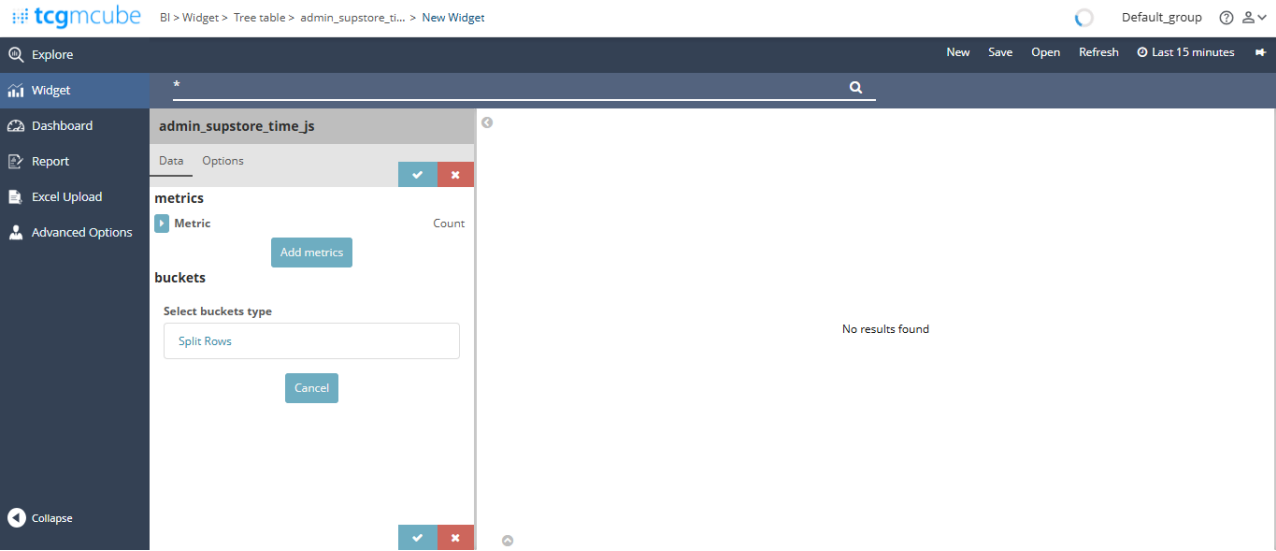 tcgmcube BI > Widget > Tree table > admin_supstore_ti... > New Widget Default_group
Explore New Save Open Refresh Last 15 minutes
Widget *
Dashboard admin_supstore_time_js
Data Options
Report
metrics
Excel Upload
Metric Count
Advanced Options
Add metrics
buckets
Select buckets type
Split Rows
No results found
Cancel
Collapse